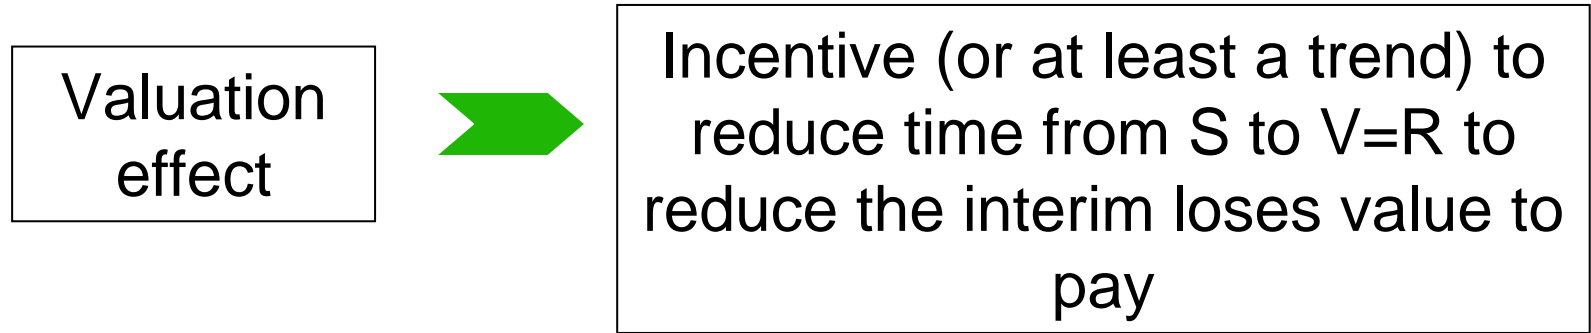 Valuation
effect
Incentive (or at least a trend) to
reduce time from S to V=R to
reduce the interim loses value to
pay